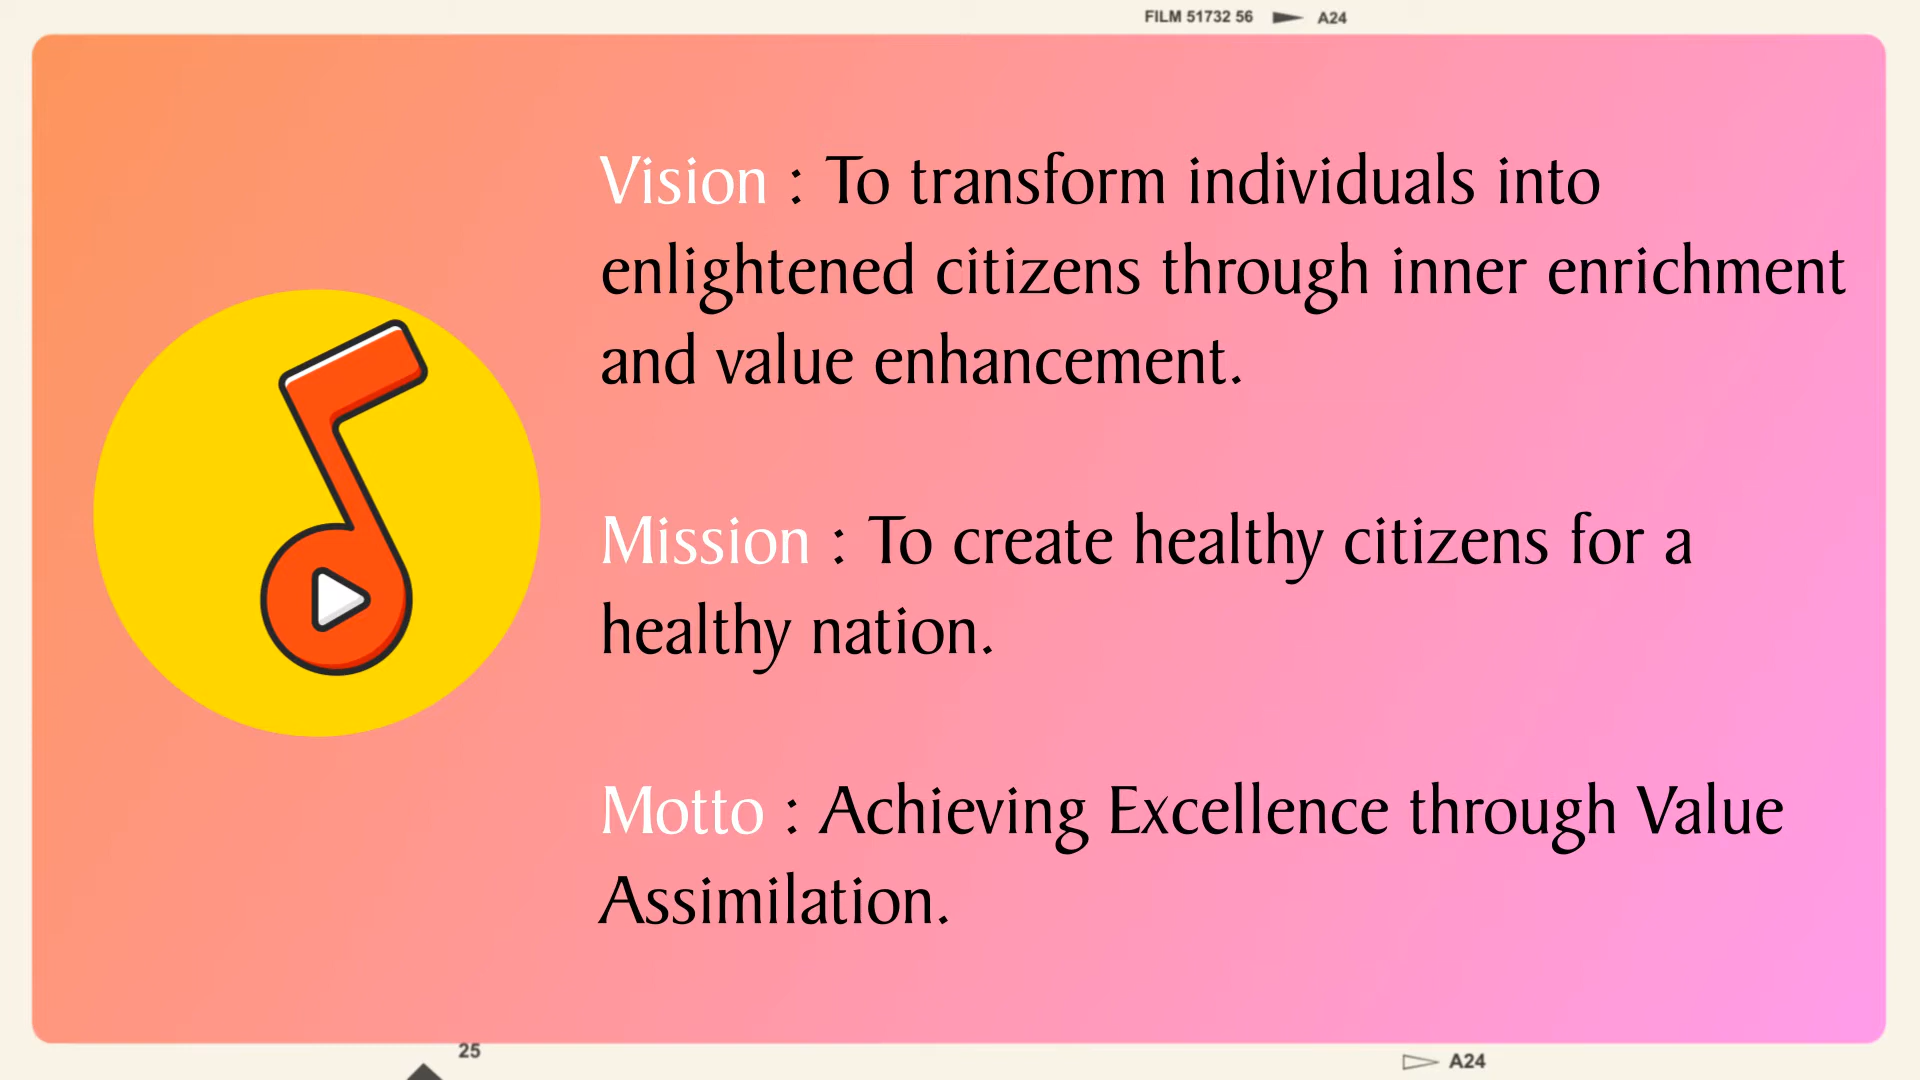 FILM 51732 56 A24
Vision : To transform individuals into
enlightened citizens through inner enrichment
and value enhancement.
Mission : To create healthy citizens for a
healthy nation.
Motto : Achieving Excellence through Value
Assimilation.
25
A24